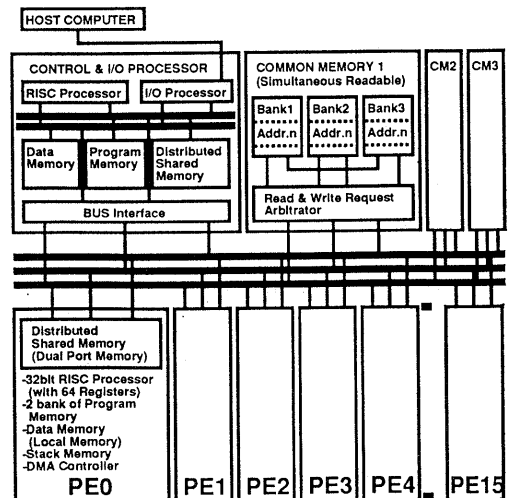 HOST COMPUTER
CONTROL & I/O PROCESSOR
RISC Processor
I/O Processor
Data
Memory
Program
Memory
Distributed
Shared
Memory
BUS Interface
COMMON MEMORY 1
(Simultaneous Readable)
Bank1
Addr.n
Bank2
Addr.n
Bank3
Addr.n
Read & Write Request
Arbitrator
CM2
CM3
Distributed
Shared Memory
(Dual Port Memory)
-32bit RISC Processor
(with 64 Registers)
-2 bank of Program
Memory
-Data Memory
(Local Memory)
-Stack Memory
-DMA Controller
PE0
PE1
PE2
PE3
PE4
PE15